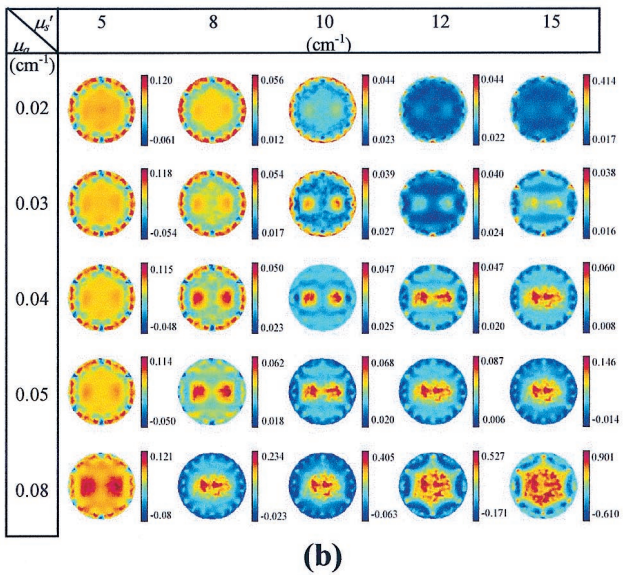 μs' 5 8 10 12 15
μa (cm⁻¹)
(cm⁻¹)
0.02 0.120 -0.061 0.056 0.012 0.044 0.023 0.044 0.022 0.414 0.017
0.03 0.118 -0.054 0.054 0.017 0.039 0.027 0.040 0.024 0.038 0.016
0.04 0.115 -0.048 0.050 0.023 0.047 0.025 0.047 0.020 0.060 0.008
0.05 0.114 -0.050 0.062 0.018 0.068 0.020 0.087 0.006 0.146 -0.014
0.08 0.121 -0.08 0.234 -0.023 0.405 -0.063 0.527 -0.171 0.901 -0.610
(b)